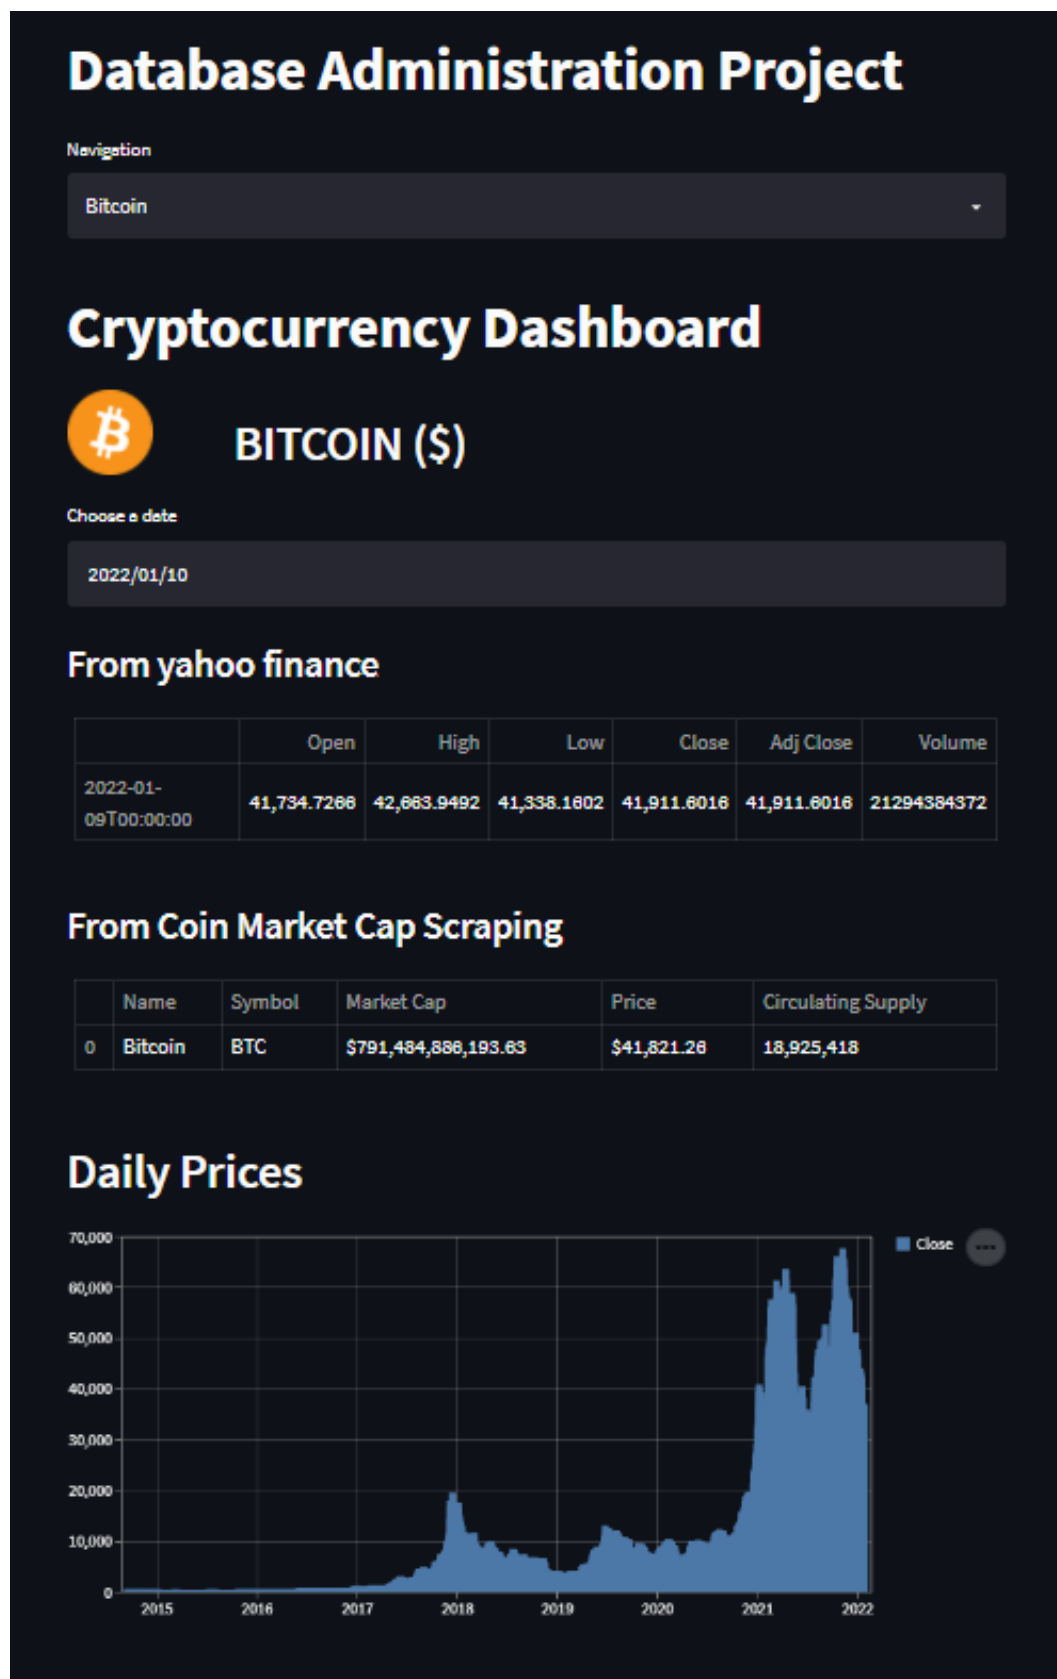 Database Administration Project
Navigation
Bitcoin
Cryptocurrency Dashboard
BITCOIN ($)
Choose a date
2022/01/10
From yahoo finance
Open High Low Close Adj Close Volume
2022-01-
09T00:00:00
41,734.7266 42,663.9492 41,338.1602 41,911.6016 41,911.6016 21294384372
From Coin Market Cap Scraping
Name Symbol Market Cap Price Circulating Supply
0 Bitcoin BTC $791,484,886,193.63 $41,821.26 18,925,418
Daily Prices
70,000
60,000
50,000
40,000
30,000
20,000
10,000
0
2015 2016 2017 2018 2019 2020 2021 2022
Close